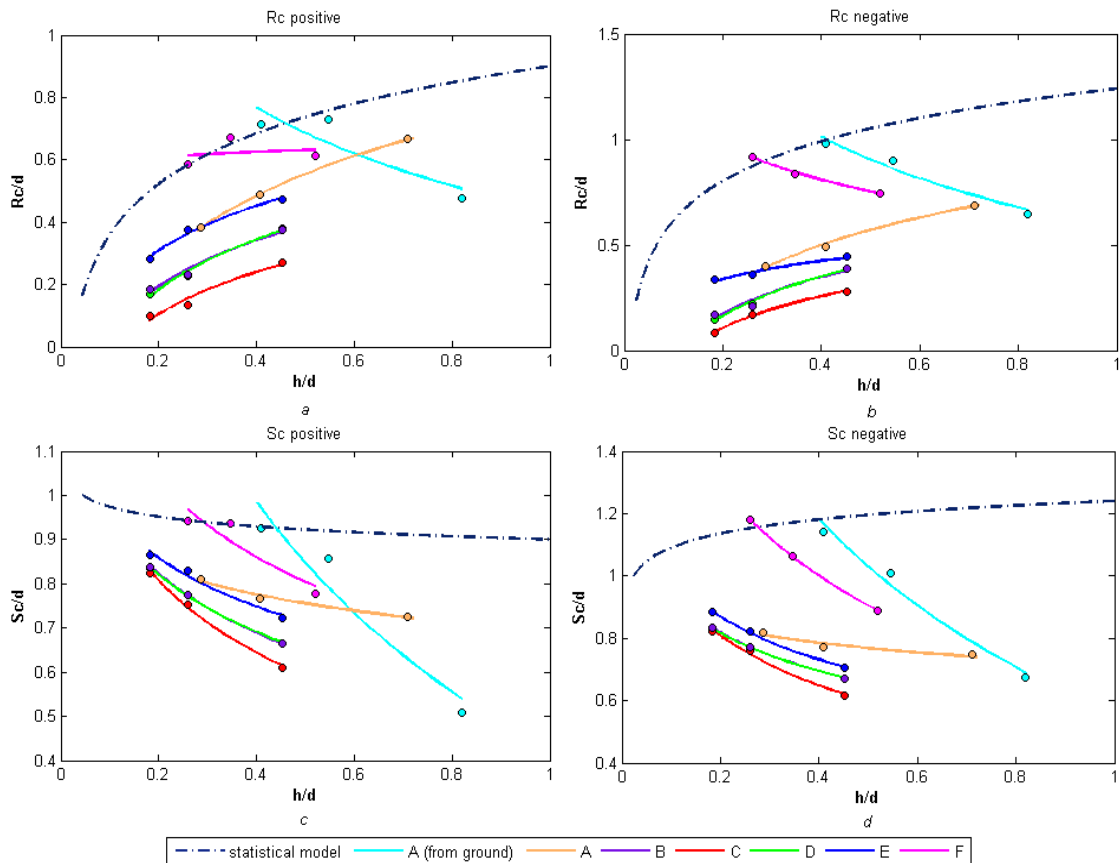 Rc positive
1
0.8
0.6
0.4
0.2
0
Rc/d
0 0.2 0.4 0.6 0.8 1
h/d
a
Rc negative
1.5
1
0.5
0
Rc/d
0 0.2 0.4 0.6 0.8 1
h/d
b
Sc positive
1.1
1
0.9
0.8
0.7
0.6
0.5
0.4
Sc/d
0 0.2 0.4 0.6 0.8 1
h/d
c
Sc negative
1.4
1.2
1
0.8
0.6
0.4
Sc/d
0 0.2 0.4 0.6 0.8 1
h/d
d
statistical model A (from ground) A B C D E F